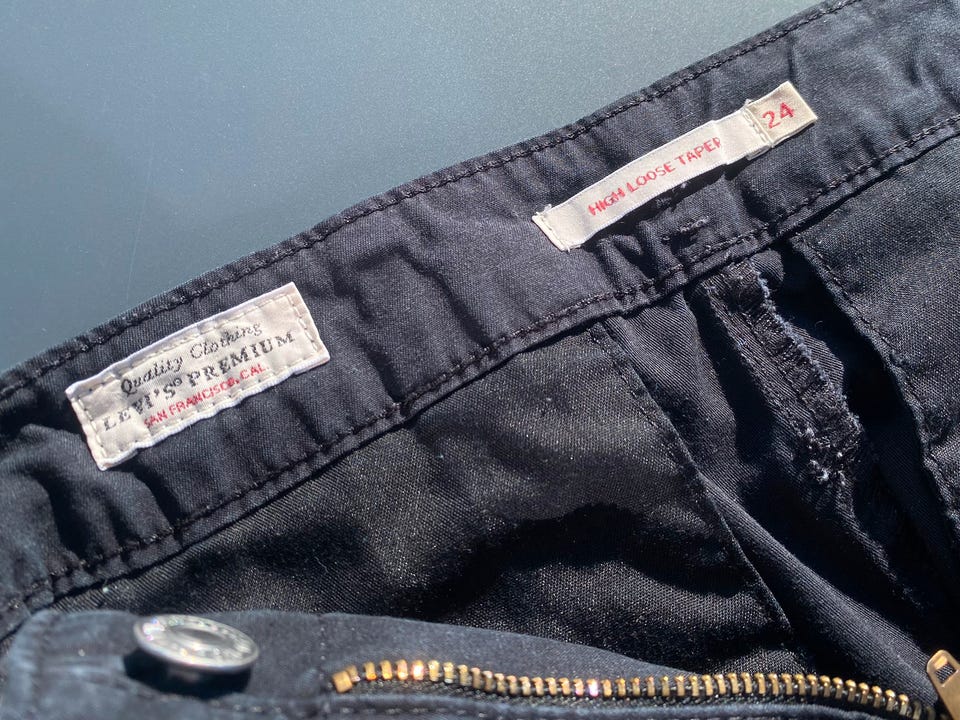 Quality Clothing
LEVI'S® PREMIUM
SAN FRANCISCO, CAL.
HIGH LOOSE TAPER
24